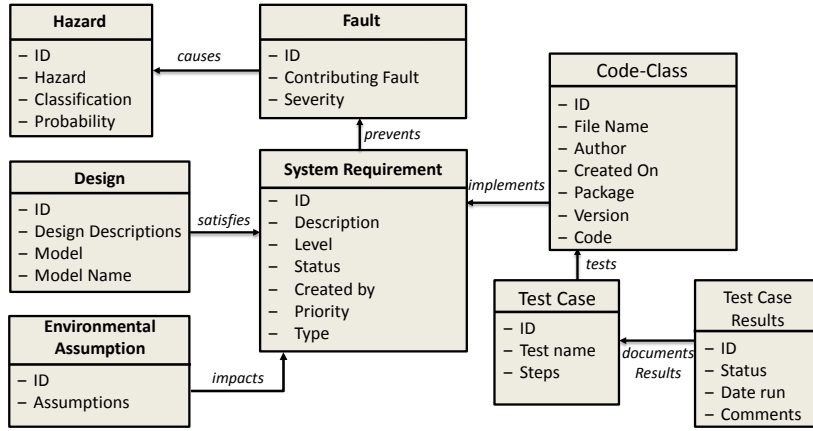 Hazard
– ID
– Hazard
– Classification
– Probability
causes
Fault
– ID
– Contributing Fault
– Severity
prevents
Code-Class
– ID
– File Name
– Author
– Created On
– Package
– Version
– Code
Design
– ID
– Design Descriptions
– Model
– Model Name
satisfies
System Requirement
– ID
– Description
– Level
– Status
– Created by
– Priority
– Type
implements
tests
Environmental
Assumption
– ID
– Assumptions
impacts
Test Case
– ID
– Test name
– Steps
documents
Results
Test Case
Results
– ID
– Status
– Date run
– Comments